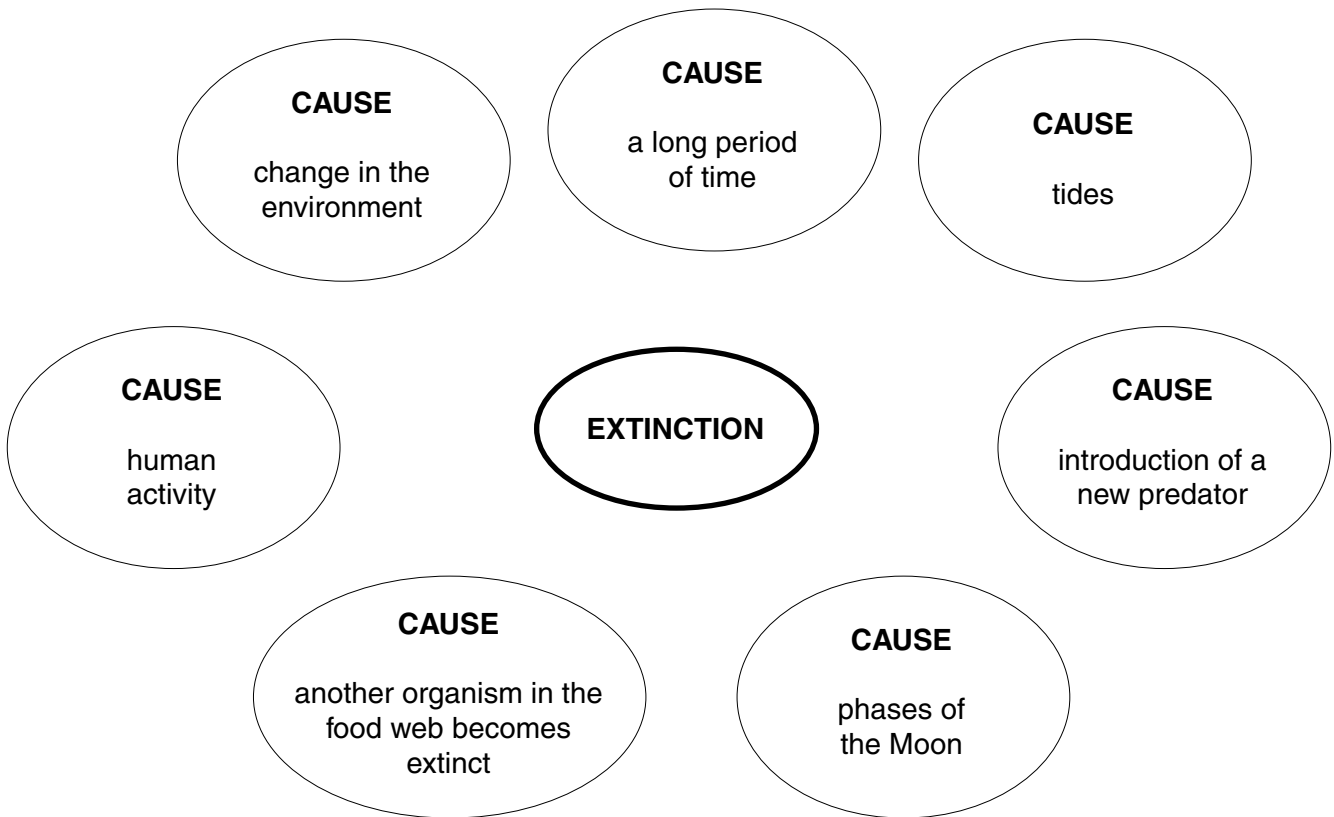 CAUSE
change in the
environment
CAUSE
a long period
of time
CAUSE
tides
CAUSE
human
activity
EXTINCTION
CAUSE
introduction of a
new predator
CAUSE
another organism in the
food web becomes
extinct
CAUSE
phases of
the Moon